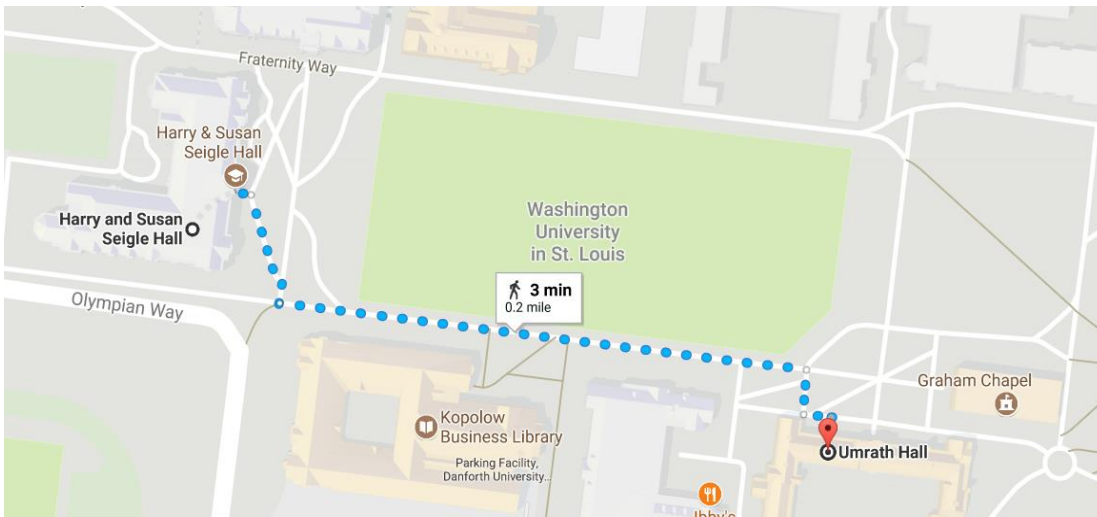 Fraternity Way
Harry & Susan
Seigle Hall
Harry and Susan
Seigle Hall
Olympian Way
Washington
University
in St. Louis
3 min
0.2 mile
Graham Chapel
Kopolow
Business Library
Parking Facility,
Danforth University...
Umrath Hall
Ibby's